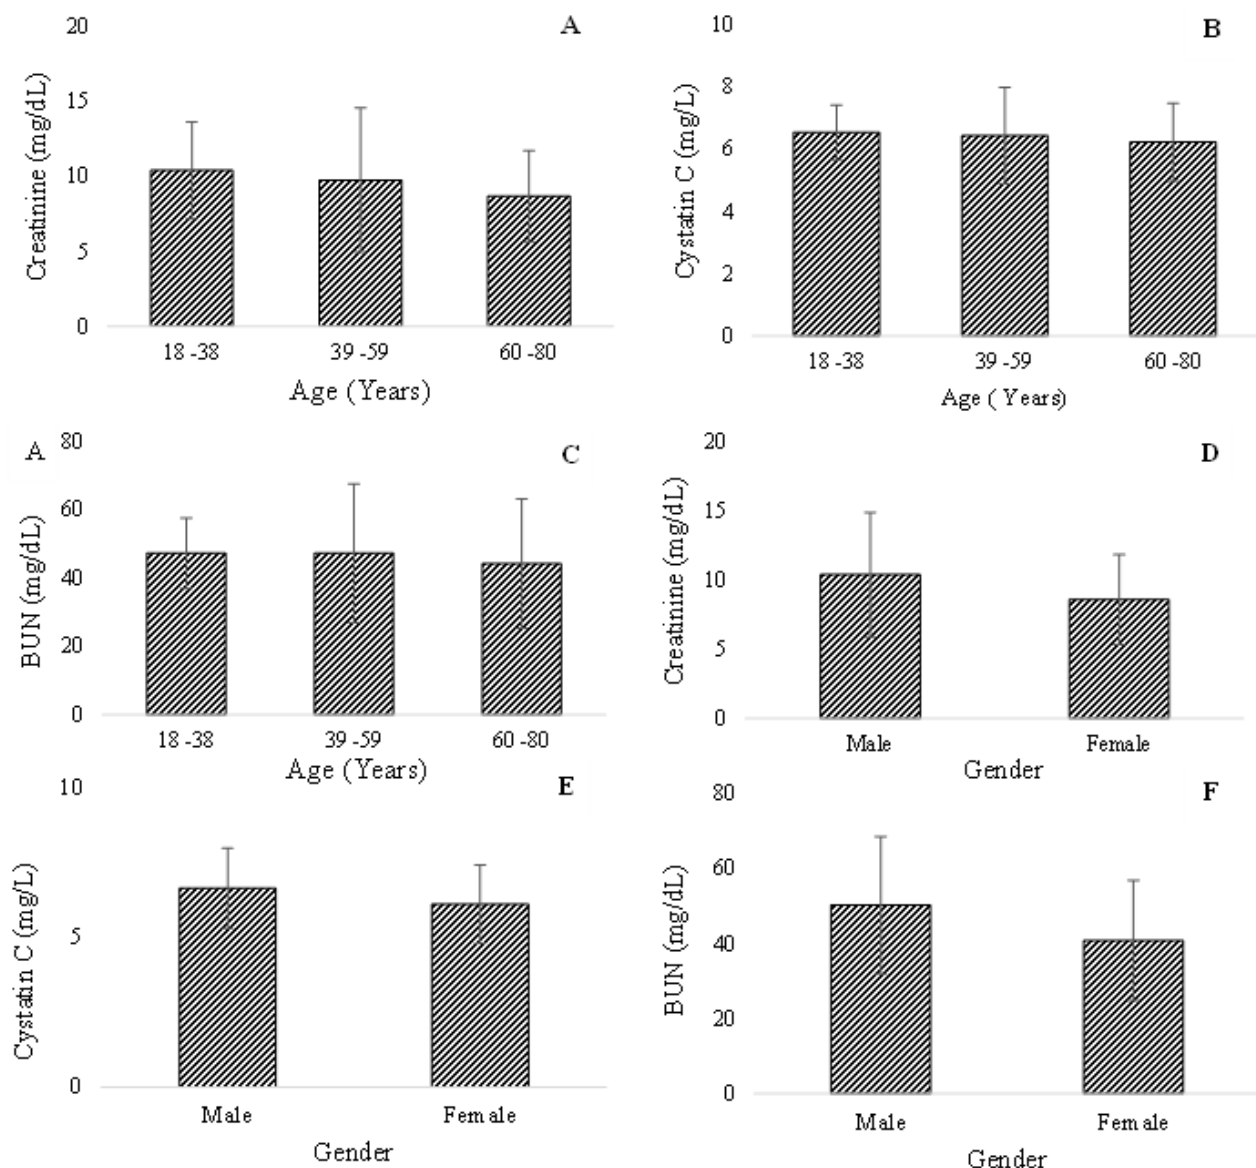 A
Creatinine (mg/dL)
20
15
10
5
0
18 -38 39 -59 60 -80
Age (Years)
B
Cystatin C (mg/L)
10
8
6
4
2
0
18 -38 39 -59 60 -80
Age ( Years)
A
C
BUN (mg/dL)
80
60
40
20
0
18 -38 39 -59 60 -80
Age (Years)
D
Creatinine (mg/dL)
20
15
10
5
0
Male Female
Gender
E
Cystatin C (mg/L)
10
5
0
Male Female
Gender
F
BUN (mg/dL)
80
60
40
20
0
Male Female
Gender